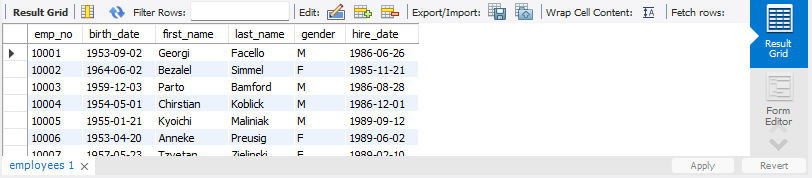 Result Grid Filter Rows: Edit: Export/Import: Wrap Cell Content: Fetch rows:
emp_no birth_date first_name last_name gender hire_date
10001 1953-09-02 Georgi Facello M 1986-06-26
10002 1964-06-02 Bezalel Simmel F 1985-11-21
10003 1959-12-03 Parto Bamford M 1986-08-28
10004 1954-05-01 Chirstian Koblick M 1986-12-01
10005 1955-01-21 Kyoichi Maliniak M 1989-09-12
10006 1953-04-20 Anneke Preusig F 1989-06-02
10007 1957-05-23 Tzvetan Zielinski F 1989-02-10
Result
Grid
Form
Editor
employees 1 Apply Revert